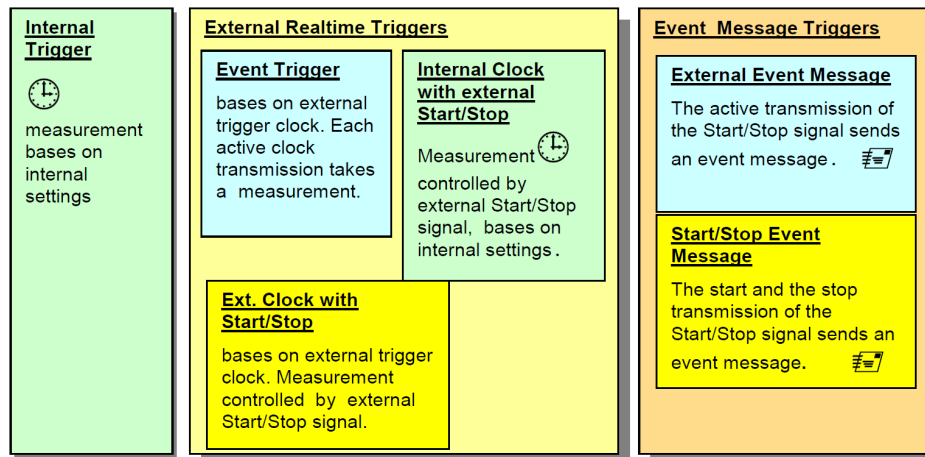 Internal
Trigger
measurement
bases on
internal
settings
External Realtime Triggers
Event Trigger
bases on external
trigger clock. Each
active clock
transmission takes
a measurement.
Internal Clock
with external
Start/Stop
Measurement
controlled by
external Start/Stop
signal, bases on
internal settings.
Ext. Clock with
Start/Stop
bases on external trigger
clock. Measurement
controlled by external
Start/Stop signal.
Event Message Triggers
External Event Message
The active transmission of
the Start/Stop signal sends
an event message.
Start/Stop Event
Message
The start and the stop
transmission of the
Start/Stop signal sends an
event message.